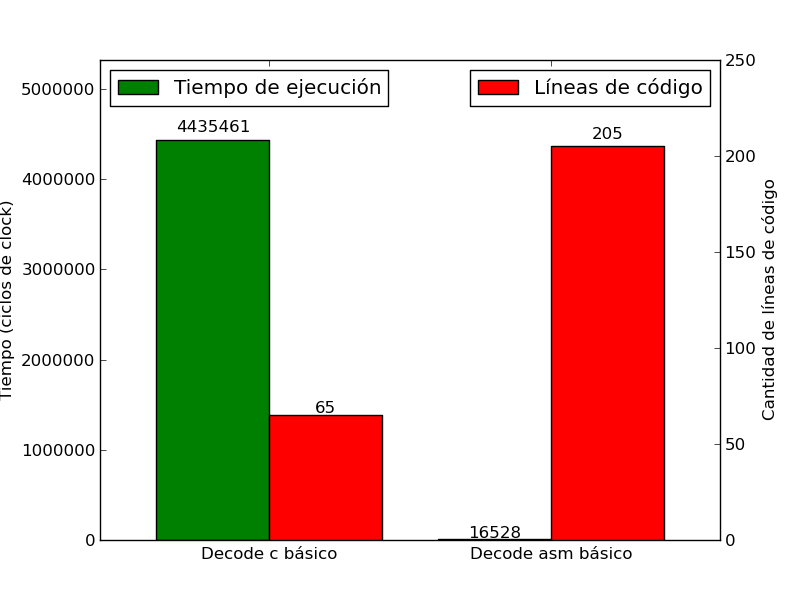 Tiempo de ejecución
Líneas de código
5000000
4000000
3000000
2000000
1000000
0
Tiempo (ciclos de clock)
250
200
150
100
50
0
Cantidad de líneas de código
4435461
65
16528
205
Decode c básico
Decode asm básico